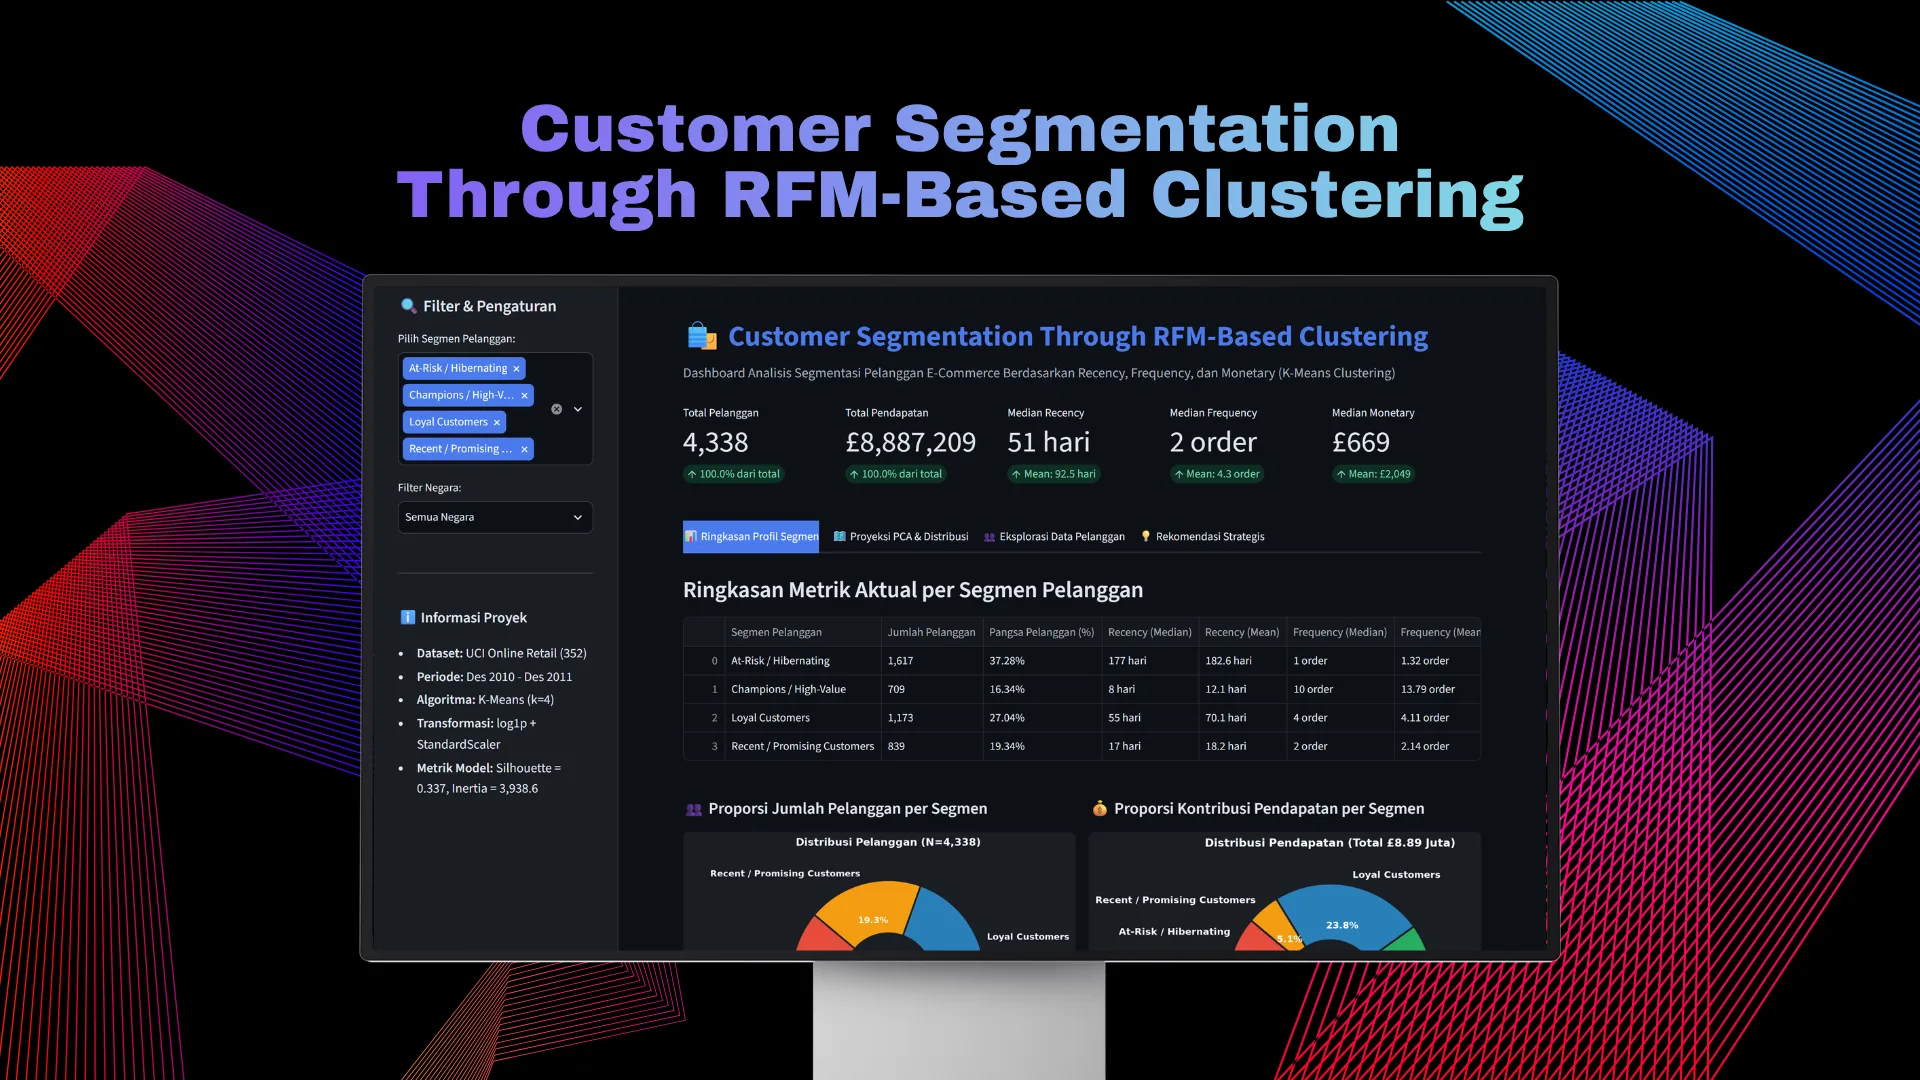 Customer Segmentation
Through RFM-Based Clustering
Filter & Pengaturan
Pilih Segmen Pelanggan:
At-Risk / Hibernating
Champions / High-V...
Loyal Customers
Recent / Promising ...
Filter Negara:
Semua Negara
Informasi Proyek
Dataset: UCI Online Retail (352)
Periode: Des 2010 - Des 2011
Algoritma: K-Means (k=4)
Transformasi: log1p +
StandardScaler
Metrik Model: Silhouette =
0.337, Inertia = 3,938.6
Customer Segmentation Through RFM-Based Clustering
Dashboard Analisis Segmentasi Pelanggan E-Commerce Berdasarkan Recency, Frequency, dan Monetary (K-Means Clustering)
Total Pelanggan Total Pendapatan Median Recency Median Frequency Median Monetary
4,338 £8,887,209 51 hari 2 order £669
↑ 100.0% dari total ↑ 100.0% dari total ↑ Mean: 92.5 hari ↑ Mean: 4.3 order ↑ Mean: £2,049
Ringkasan Profil Segmen Proyeksi PCA & Distribusi Eksplorasi Data Pelanggan Rekomendasi Strategis
Ringkasan Metrik Aktual per Segmen Pelanggan
Segmen Pelanggan Jumlah Pelanggan Pangsa Pelanggan (%) Recency (Median) Recency (Mean) Frequency (Median) Frequency (Mear
0 At-Risk / Hibernating 1,617 37.28% 177 hari 182.6 hari 1 order 1.32 order
1 Champions / High-Value 709 16.34% 8 hari 12.1 hari 10 order 13.79 order
2 Loyal Customers 1,173 27.04% 55 hari 70.1 hari 4 order 4.11 order
3 Recent / Promising Customers 839 19.34% 17 hari 18.2 hari 2 order 2.14 order
Proporsi Jumlah Pelanggan per Segmen
Distribusi Pelanggan (N=4,338)
Recent / Promising Customers
19.3%
Loyal Customers
Proporsi Kontribusi Pendapatan per Segmen
Distribusi Pendapatan (Total £8.89 Juta)
Loyal Customers
Recent / Promising Customers
23.8%
At-Risk / Hibernating
5.1%